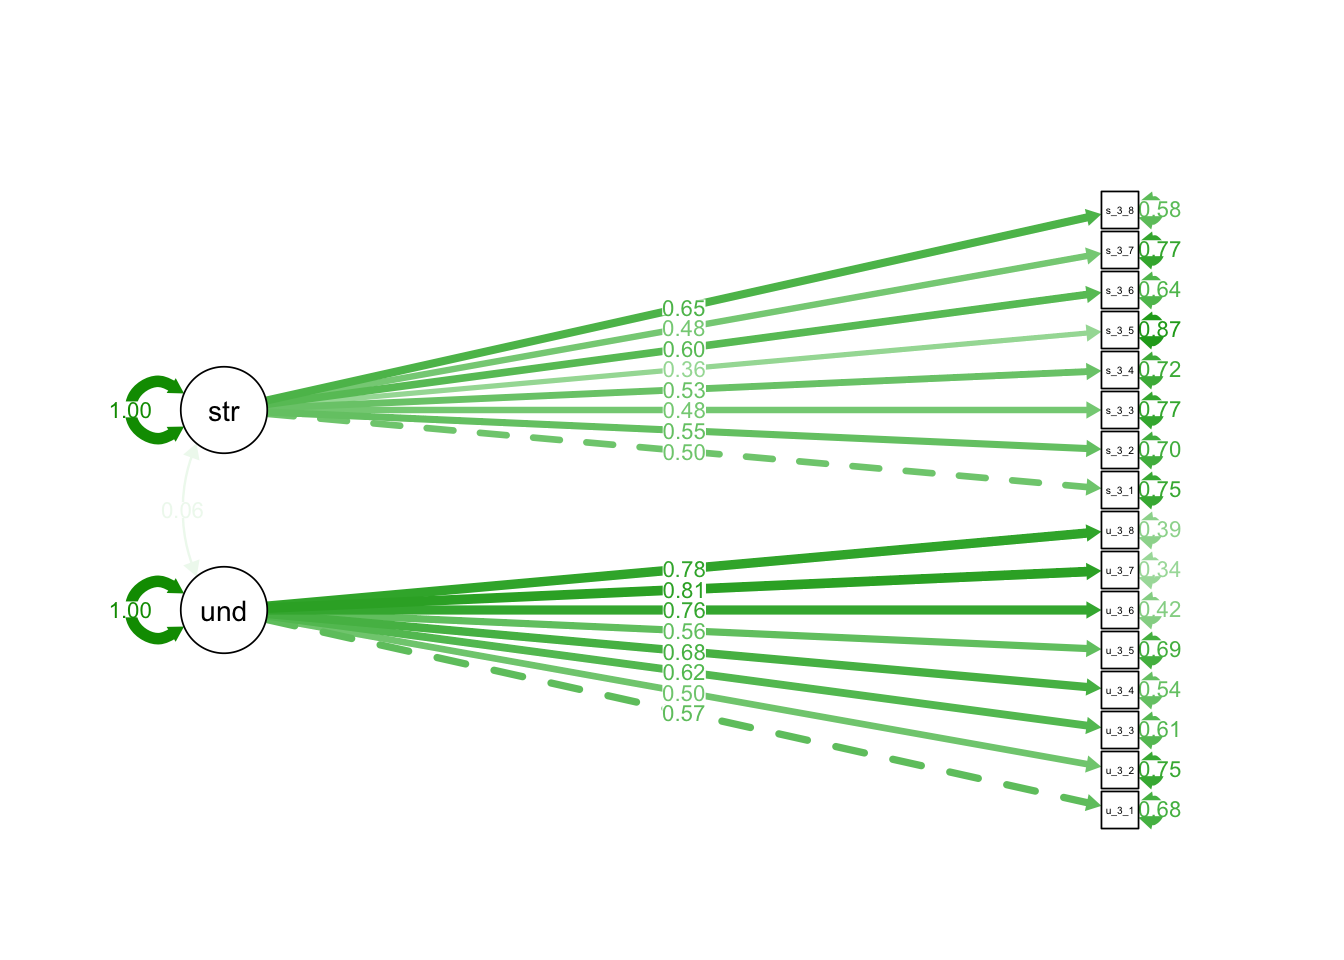 s_3_8 0.58
s_3_7 0.77
s_3_6 0.64
s_3_5 0.87
s_3_4 0.72
s_3_3 0.77
s_3_2 0.70
s_3_1 0.75
u_3_8 0.39
u_3_7 0.34
u_3_6 0.42
u_3_5 0.69
u_3_4 0.54
u_3_3 0.61
u_3_2 0.75
u_3_1 0.68
0.65
0.48
0.60
0.36
0.53
0.48
0.55
0.50
1.00 str
0.06
1.00 und
0.78
0.81
0.76
0.56
0.68
0.62
0.50
0.57